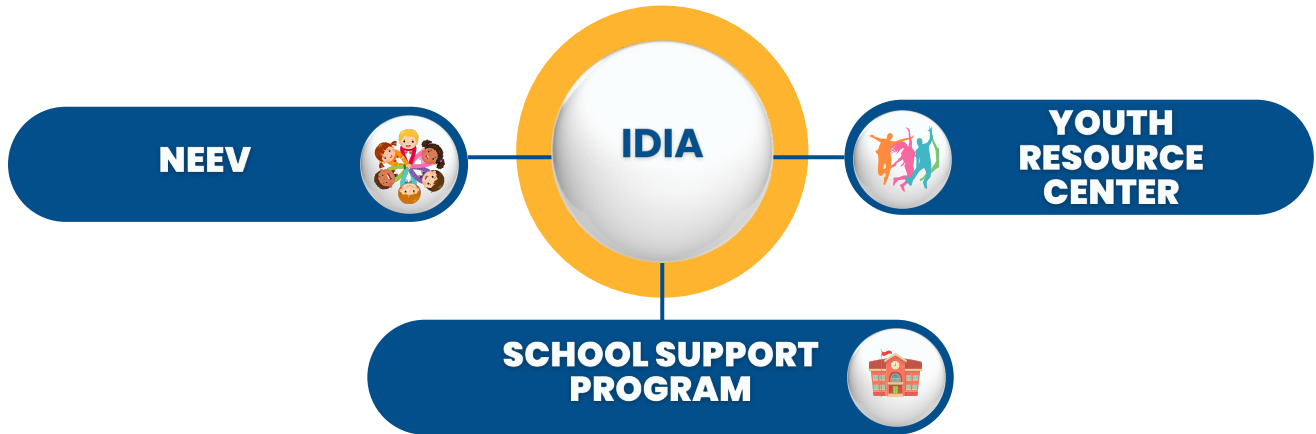 IDIA
NEEV
YOUTH
RESOURCE
CENTER
SCHOOL SUPPORT
PROGRAM